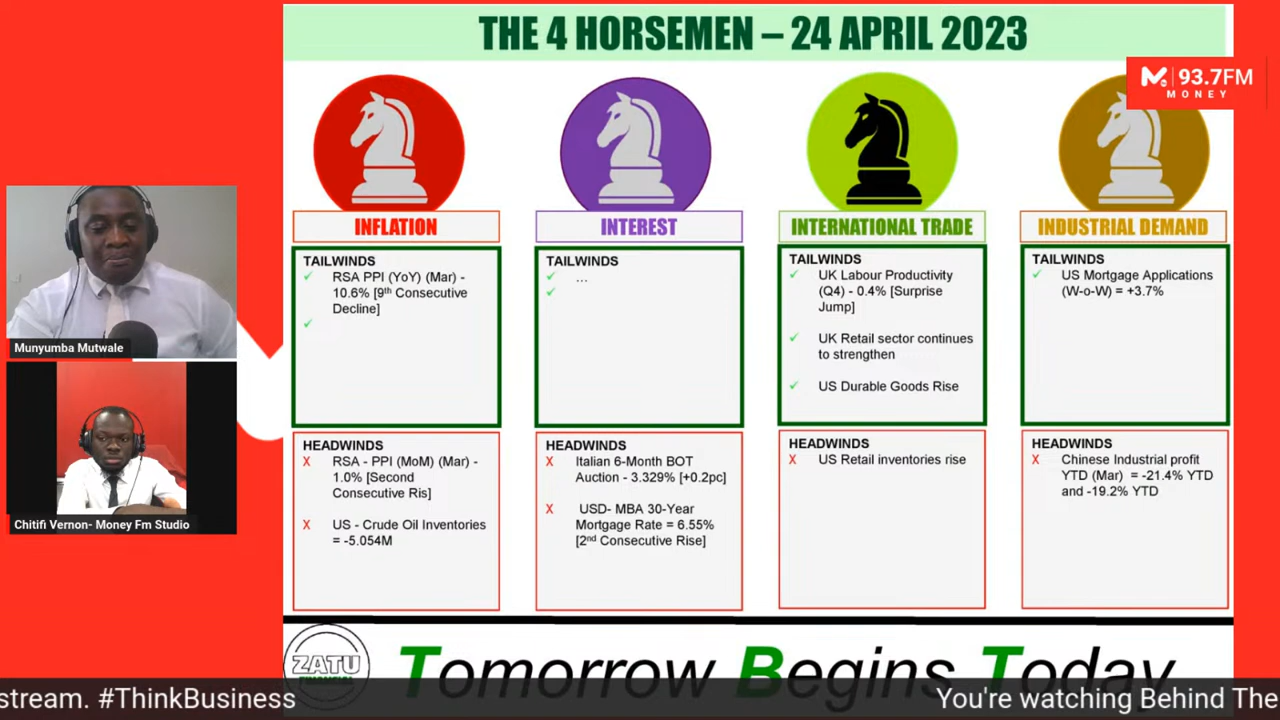 THE 4 HORSEMEN – 24 APRIL 2023
M. 93.7FM
MONEY
INFLATION
TAILWINDS
✓ RSA PPI (YoY) (Mar) -
10.6% [9th Consecutive
Decline]
✓
HEADWINDS
X RSA - PPI (MoM) (Mar) -
1.0% [Second
Consecutive Ris]
X US - Crude Oil Inventories
= -5.054M
INTEREST
TAILWINDS
✓ ...
✓
HEADWINDS
X Italian 6-Month BOT
Auction - 3.329% [+0.2pc]
X USD- MBA 30-Year
Mortgage Rate = 6.55%
[2nd Consecutive Rise]
INTERNATIONAL TRADE
TAILWINDS
✓ UK Labour Productivity
(Q4) - 0.4% [Surprise
Jump]
✓ UK Retail sector continues
to strengthen
✓ US Durable Goods Rise
HEADWINDS
X US Retail inventories rise
INDUSTRIAL DEMAND
TAILWINDS
✓ US Mortgage Applications
(W-o-W) = +3.7%
HEADWINDS
X Chinese Industrial profit
YTD (Mar) = -21.4% YTD
and -19.2% YTD
Munyumba Mutwale
Chitifi Vernon- Money Fm Studio
ZATU
FINANCIAL
Tomorrow Begins Today
stream. #ThinkBusiness
You're watching Behind The